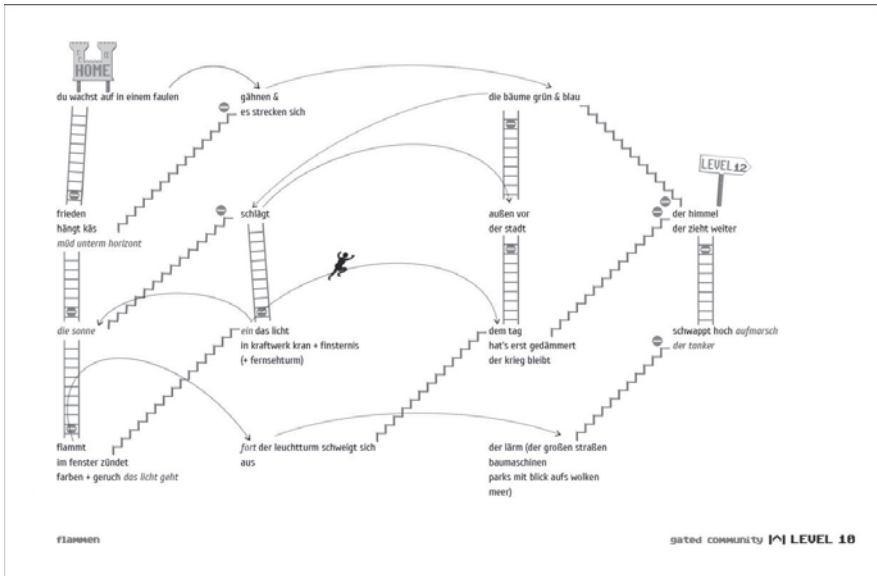 HOME
du wachst auf in einem faulen
gähnen &
es strecken sich
die bäume grün & blau
LEVEL 12
frieden
hängt käs
müd unterm horizont
schlägt
außen vor
der stadt
der himmel
der zieht weiter
die sonne
ein das licht
in kraftwerk kran + finsternis
(+ fernsehturm)
dem tag
hat's erst gedämmert
der krieg bleibt
schwappt hoch aufmarsch
der tanker
flammt
im fenster zündet
farben + geruch das licht geht
fort der leuchtturm schweigt sich
aus
der lärm (der großen straßen
baumaschinen
parks mit blick aufs wolken
meer)
flammen
gated community |^| LEVEL 10